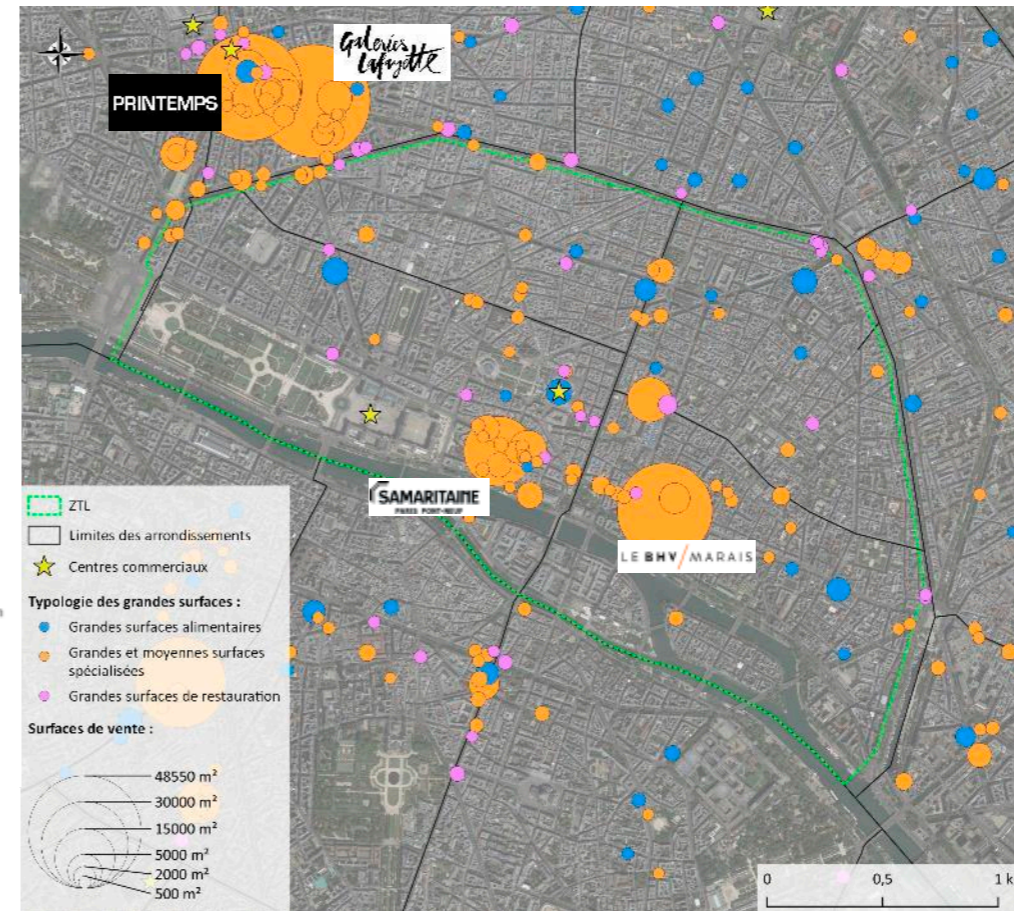 Galeries
Lafayette
PRINTEMPS
SAMARITAINE
PARIS PONT-NEUF
LE BHV/MARAIS
ZTL
Limites des arrondissements
Centres commerciaux
Typologie des grandes surfaces :
Grandes surfaces alimentaires
Grandes et moyennes surfaces
spécialisées
Grandes surfaces de restauration
Surfaces de vente :
48550 m²
30000 m²
15000 m²
5000 m²
2000 m²
500 m²
0 0,5 1 k